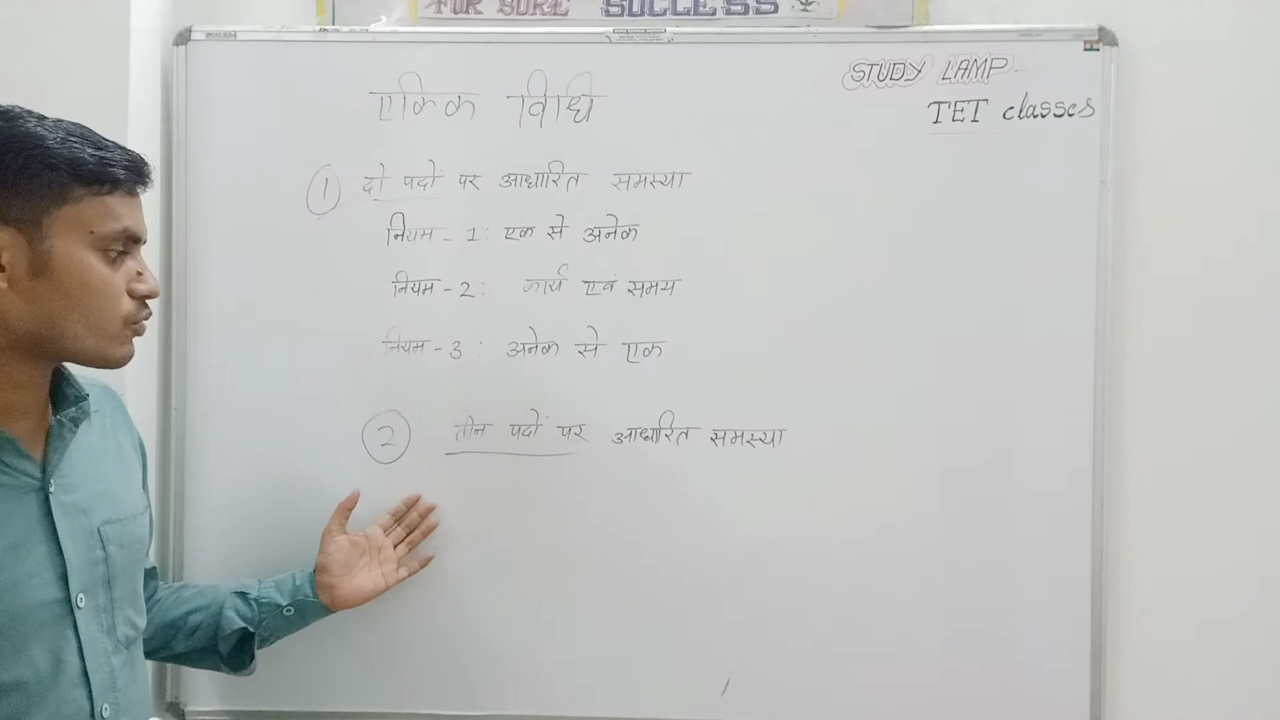 FOR SURE SUCCESS
STUDY LAMP
TET classes
एकिक विधि
1 दो पदों पर आधारित समस्या
नियम - 1: एक से अनेक
नियम - 2: कार्य एवं समय
नियम - 3: अनेक से एक
2 तीन पदों पर आधारित समस्या